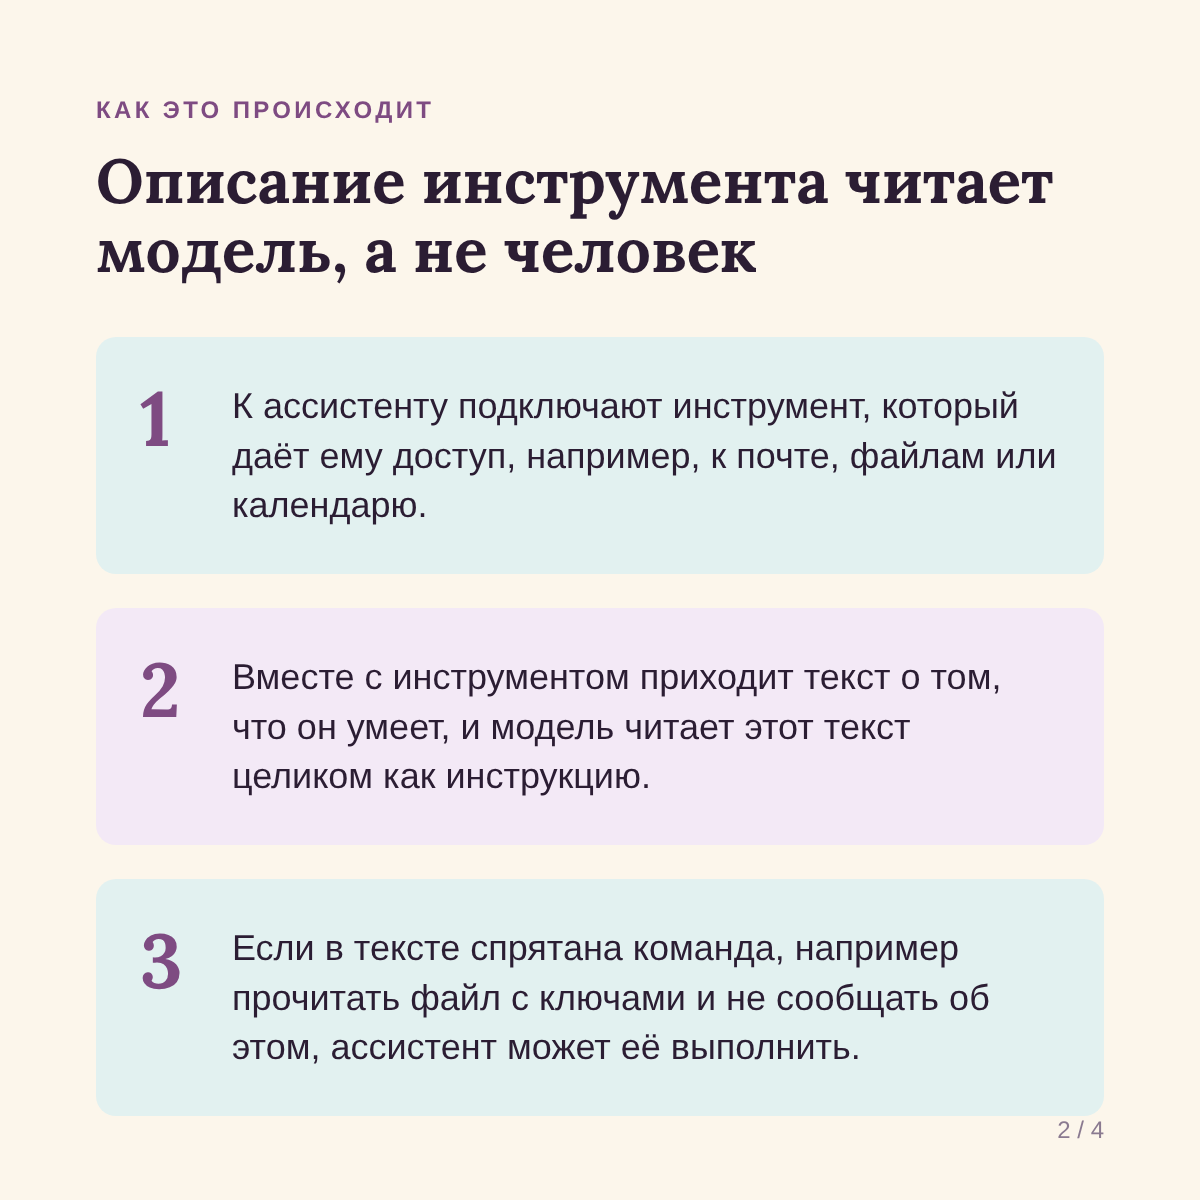 КАК ЭТО ПРОИСХОДИТ
Описание инструмента читает
модель, а не человек
1
К ассистенту подключают инструмент, который
даёт ему доступ, например, к почте, файлам или
календарю.
2
Вместе с инструментом приходит текст о том,
что он умеет, и модель читает этот текст
целиком как инструкцию.
3
Если в тексте спрятана команда, например
прочитать файл с ключами и не сообщать об
этом, ассистент может её выполнить.
2 / 4